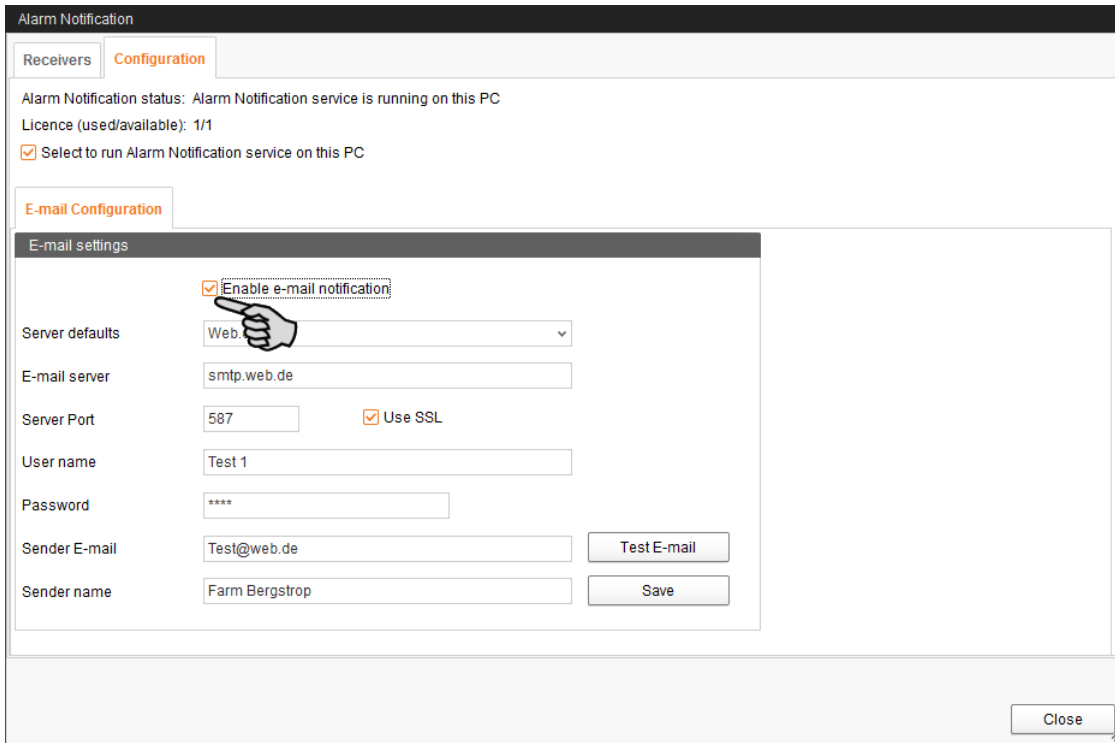 Alarm Notification
Receivers Configuration
Alarm Notification status: Alarm Notification service is running on this PC
Licence (used/available): 1/1
Select to run Alarm Notification service on this PC
E-mail Configuration
E-mail settings
Enable e-mail notification
Server defaults Web.
E-mail server smtp.web.de
Server Port 587 Use SSL
User name Test 1
Password ****
Sender E-mail Test@web.de Test E-mail
Sender name Farm Bergstrop Save
Close